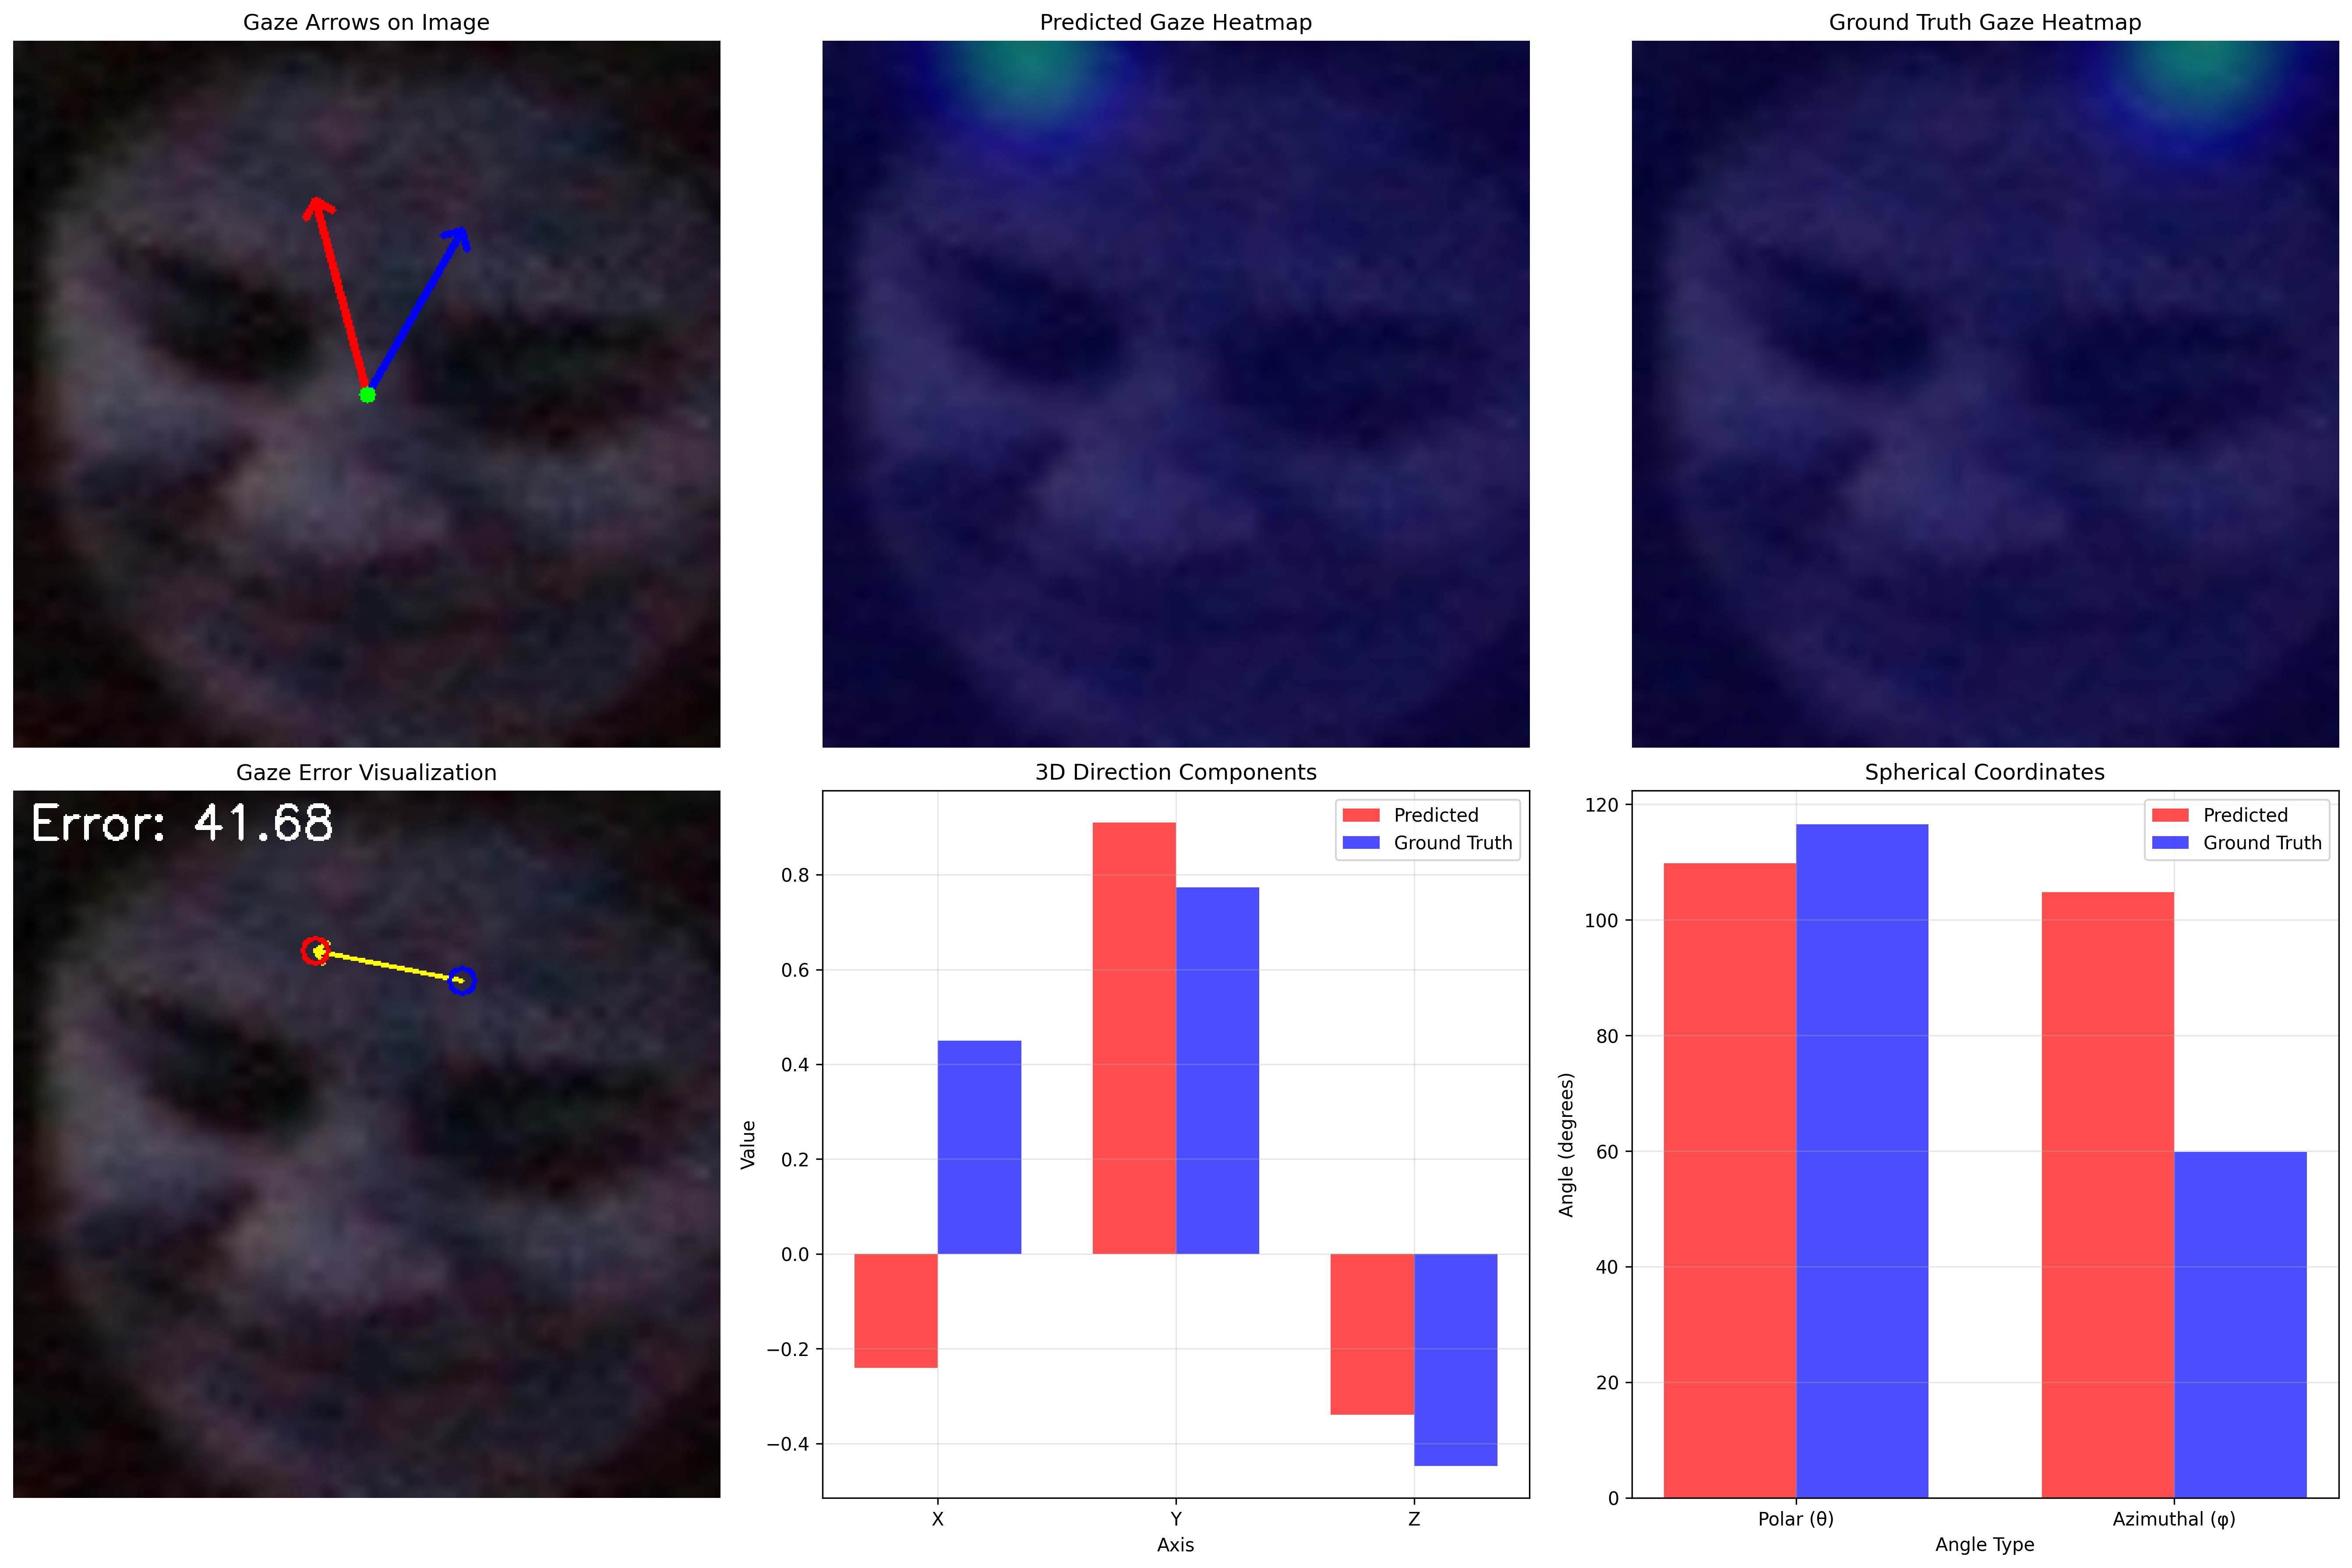 Gaze Arrows on Image
Predicted Gaze Heatmap
Ground Truth Gaze Heatmap
Gaze Error Visualization
Error: 41.68
3D Direction Components
Predicted
Ground Truth
Value
0.8
0.6
0.4
0.2
0.0
−0.2
−0.4
X
Y
Z
Axis
Spherical Coordinates
Predicted
Ground Truth
Angle (degrees)
120
100
80
60
40
20
0
Polar (θ)
Azimuthal (φ)
Angle Type